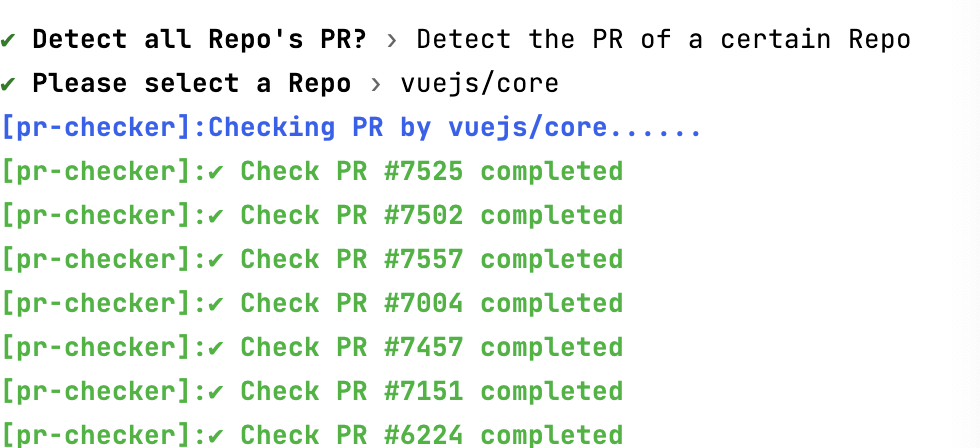 ✔ Detect all Repo's PR? › Detect the PR of a certain Repo
✔ Please select a Repo › vuejs/core
[pr-checker]:Checking PR by vuejs/core......
[pr-checker]:✔ Check PR #7525 completed
[pr-checker]:✔ Check PR #7502 completed
[pr-checker]:✔ Check PR #7557 completed
[pr-checker]:✔ Check PR #7004 completed
[pr-checker]:✔ Check PR #7457 completed
[pr-checker]:✔ Check PR #7151 completed
[pr-checker]:✔ Check PR #6224 completed